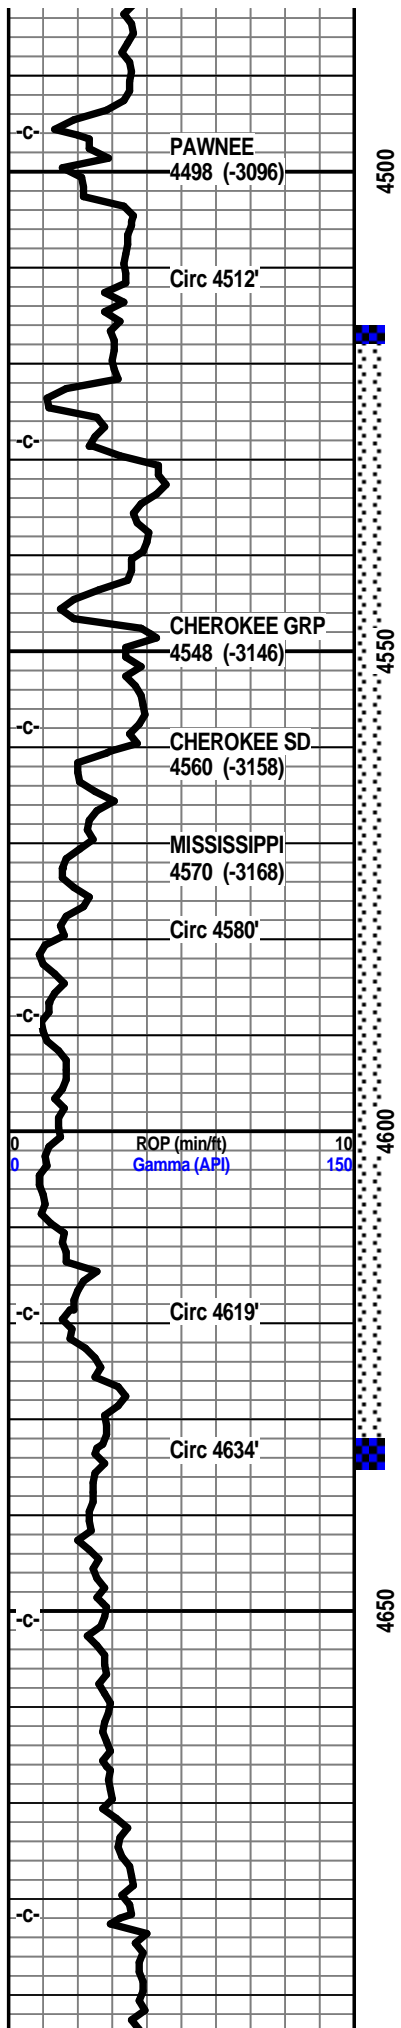 -c-
PAWNEE
4498 (-3096)
4500
Circ 4512'
-c-
CHEROKEE GRP
4548 (-3146)
4550
-c-
CHEROKEE SD
4560 (-3158)
MISSISSIPPI
4570 (-3168)
Circ 4580'
-c-
0 ROP (min/ft) 10
0 Gamma (API) 150
4600
-c-
Circ 4619'
Circ 4634'
-c-
4650
-c-